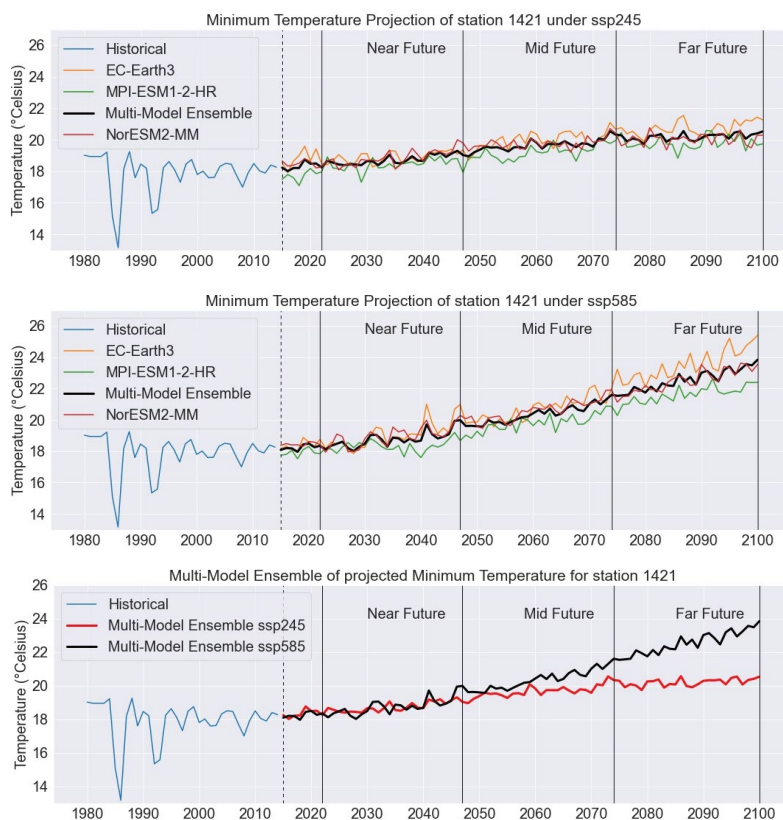 Minimum Temperature Projection of station 1421 under ssp245
Temperature (°Celsius)
26
24
22
20
18
16
14
Historical
EC-Earth3
MPI-ESM1-2-HR
Multi-Model Ensemble
NorESM2-MM
Near Future
Mid Future
Far Future
1980 1990 2000 2010 2020 2030 2040 2050 2060 2070 2080 2090 2100
Minimum Temperature Projection of station 1421 under ssp585
Temperature (°Celsius)
26
24
22
20
18
16
14
Historical
EC-Earth3
MPI-ESM1-2-HR
Multi-Model Ensemble
NorESM2-MM
Near Future
Mid Future
Far Future
1980 1990 2000 2010 2020 2030 2040 2050 2060 2070 2080 2090 2100
Multi-Model Ensemble of projected Minimum Temperature for station 1421
Temperature (°Celsius)
26
24
22
20
18
16
14
Historical
Multi-Model Ensemble ssp245
Multi-Model Ensemble ssp585
Near Future
Mid Future
Far Future
1980 1990 2000 2010 2020 2030 2040 2050 2060 2070 2080 2090 2100